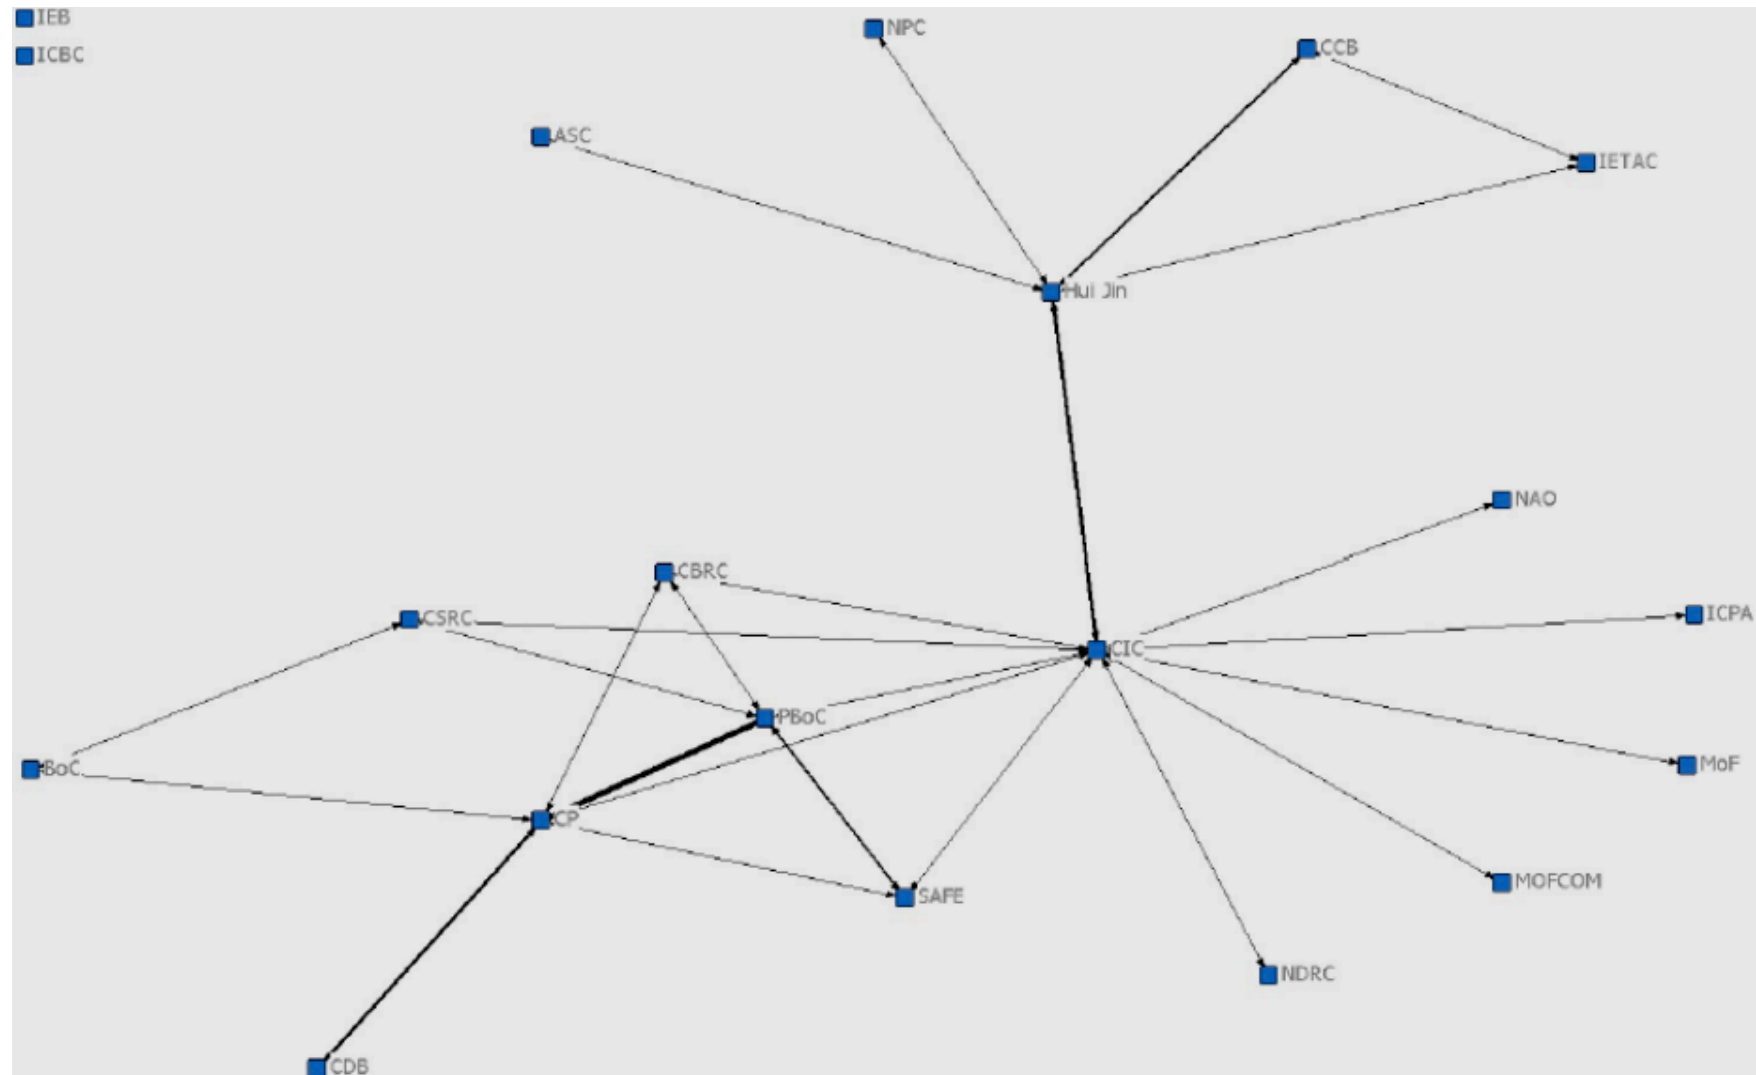 IEB
NPC
CCB
ICBC
ASC
IETAC
Hui Jin
NAO
CBRC
ICPA
CSRC
CIC
PBoC
MoF
BoC
CP
MOFCOM
SAFE
NDRC
CDB